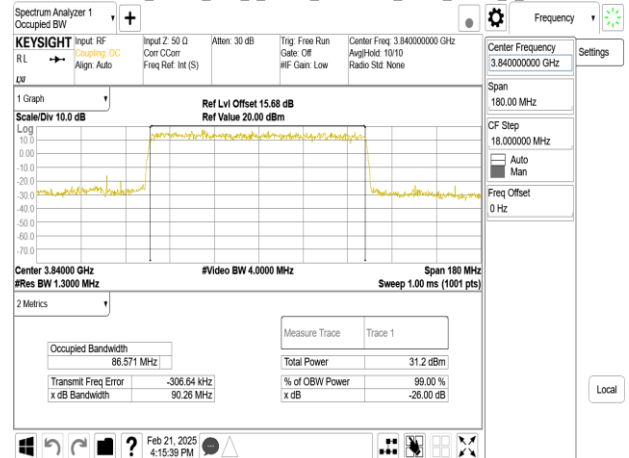 Spectrum Analyzer 1
Occupied BW
▼
+
Frequency ▼
KEYSIGHT Input: RF Input Z: 50 Ω Atten: 30 dB Trig: Free Run Center Freq: 3.840000000 GHz
RL Coupling: DC Corr CCorr Gate: Off Avg|Hold: 10/10
Align: Auto Freq Ref: Int (S) #IF Gain: Low Radio Std: None
LXI
Center Frequency
3.840000000 GHz
Settings
Span
180.00 MHz
CF Step
18.000000 MHz
Auto
Man
Freq Offset
0 Hz
1 Graph ▼
Ref Lvl Offset 15.68 dB
Scale/Div 10.0 dB Ref Value 20.00 dBm
Log
10.0
0.00
-10.0
-20.0
-30.0
-40.0
-50.0
-60.0
-70.0
Center 3.84000 GHz #Video BW 4.0000 MHz Span 180 MHz
#Res BW 1.3000 MHz Sweep 1.00 ms (1001 pts)
2 Metrics ▼
Measure Trace Trace 1
Occupied Bandwidth
86.571 MHz
Total Power 31.2 dBm
Transmit Freq Error -306.64 kHz % of OBW Power 99.00 %
x dB Bandwidth 90.26 MHz x dB -26.00 dB
Local
? Feb 21, 2025
4:15:39 PM